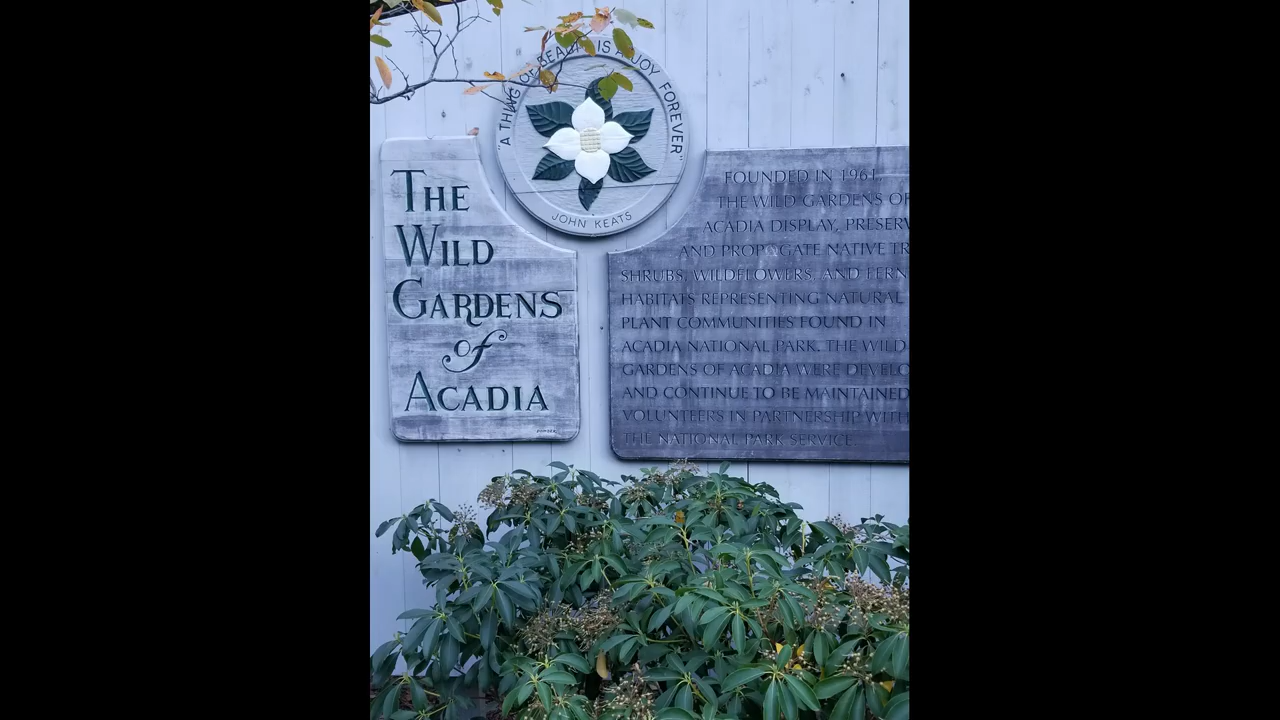 "A THING OF BEAUTY IS A JOY FOREVER"
JOHN KEATS
THE
WILD
GARDENS
of
ACADIA
FOUNDED IN 1961,
THE WILD GARDENS OF
ACADIA DISPLAY, PRESERV
AND PROPAGATE NATIVE TR
SHRUBS, WILDFLOWERS, AND FERN
HABITATS REPRESENTING NATURAL
PLANT COMMUNITIES FOUND IN
ACADIA NATIONAL PARK. THE WILD
GARDENS OF ACADIA WERE DEVELO
AND CONTINUE TO BE MAINTAINED
VOLUNTEERS IN PARTNERSHIP WITH
THE NATIONAL PARK SERVICE.